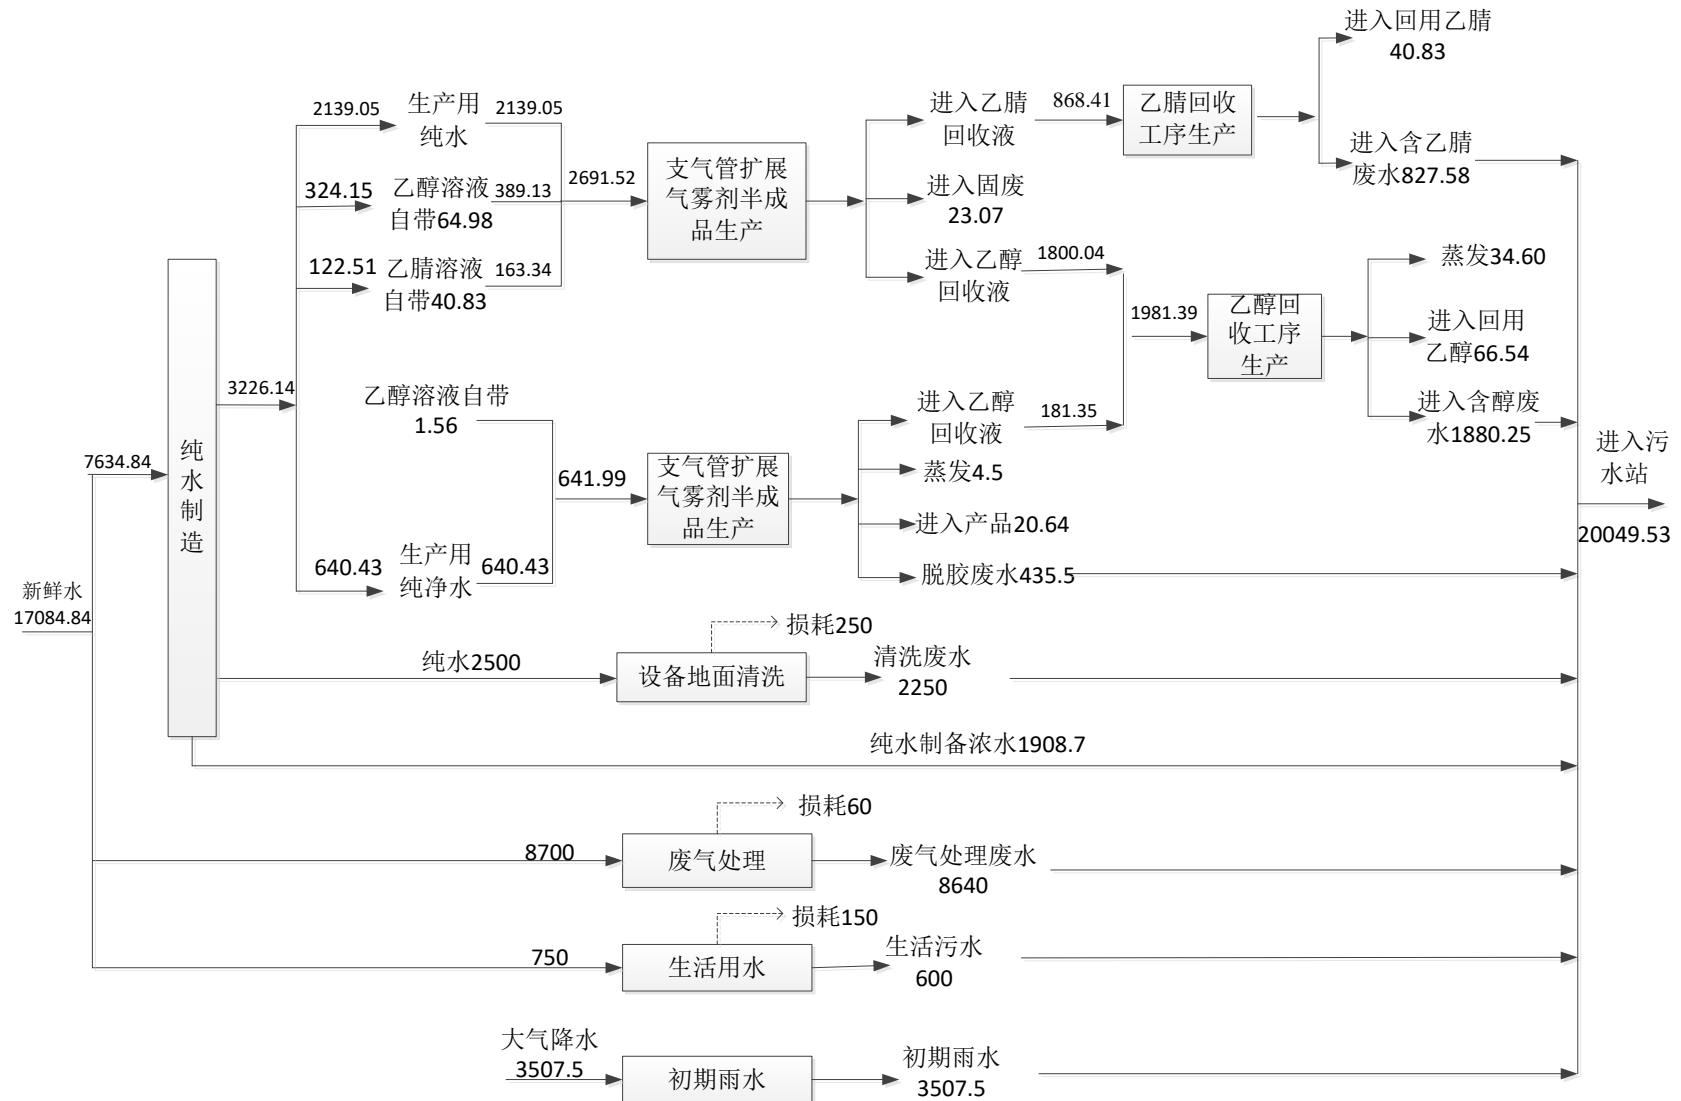 进入回用乙腈
40.83
2139.05
生产用
纯水
2139.05
进入乙腈
回收液
868.41
乙腈回收
工序生产
进入含乙腈
废水827.58
324.15
乙醇溶液
自带64.98
389.13
2691.52
支气管扩展
气雾剂半成
品生产
进入固废
23.07
122.51
乙腈溶液
自带40.83
163.34
进入乙醇
回收液
1800.04
蒸发34.60
1981.39
乙醇回
收工序
生产
进入回用
乙醇66.54
3226.14
乙醇溶液自带
1.56
进入乙醇
回收液
181.35
进入含醇废
水1880.25
纯
水
制
造
7634.84
641.99
支气管扩展
气雾剂半成
品生产
蒸发4.5
进入产品20.64
进入污
水站
20049.53
640.43
生产用
纯净水
640.43
脱胶废水435.5
新鲜水
17084.84
损耗250
纯水2500
设备地面清洗
清洗废水
2250
纯水制备浓水1908.7
损耗60
8700
废气处理
废气处理废水
8640
损耗150
750
生活用水
生活污水
600
大气降水
3507.5
初期雨水
初期雨水
3507.5